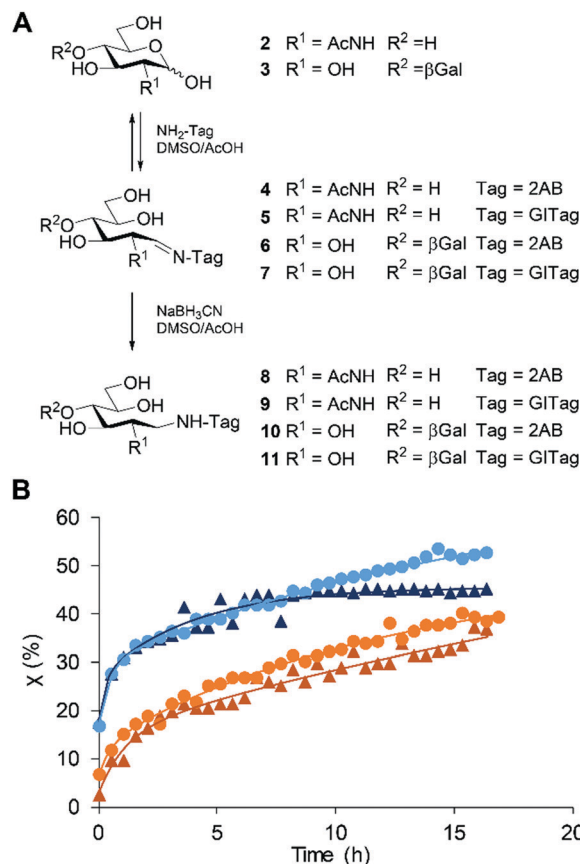 A
OH
R²O
HO
O
R¹
OH
2 R¹ = AcNH R² = H
3 R¹ = OH R² = βGal
NH₂-Tag
DMSO/AcOH
OH
R²O
OH
HO
R¹
N-Tag
4 R¹ = AcNH R² = H Tag = 2AB
5 R¹ = AcNH R² = H Tag = GlTag
6 R¹ = OH R² = βGal Tag = 2AB
7 R¹ = OH R² = βGal Tag = GlTag
NaBH₃CN
DMSO/AcOH
OH
R²O
OH
HO
R¹
NH-Tag
8 R¹ = AcNH R² = H Tag = 2AB
9 R¹ = AcNH R² = H Tag = GlTag
10 R¹ = OH R² = βGal Tag = 2AB
11 R¹ = OH R² = βGal Tag = GlTag
B
60
50
40
30
20
10
0
X (%)
0 5 10 15 20
Time (h)